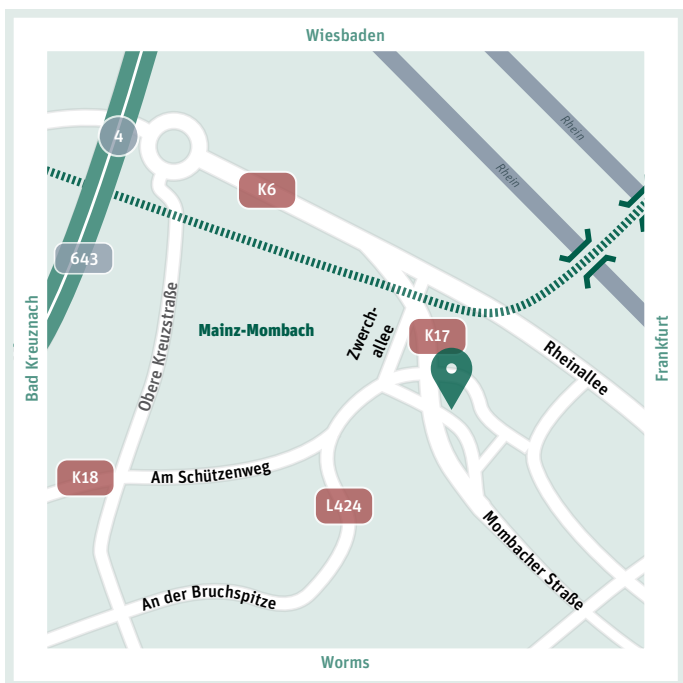 Wiesbaden
Rhein
4
Rhein
K6
643
Obere Kreuzstraße
Mainz-Mombach
Zwerch-
allee
K17
Rheinallee
Bad Kreuznach
Frankfurt
K18
Am Schützenweg
L424
Mombacher Straße
An der Bruchspitze
Worms